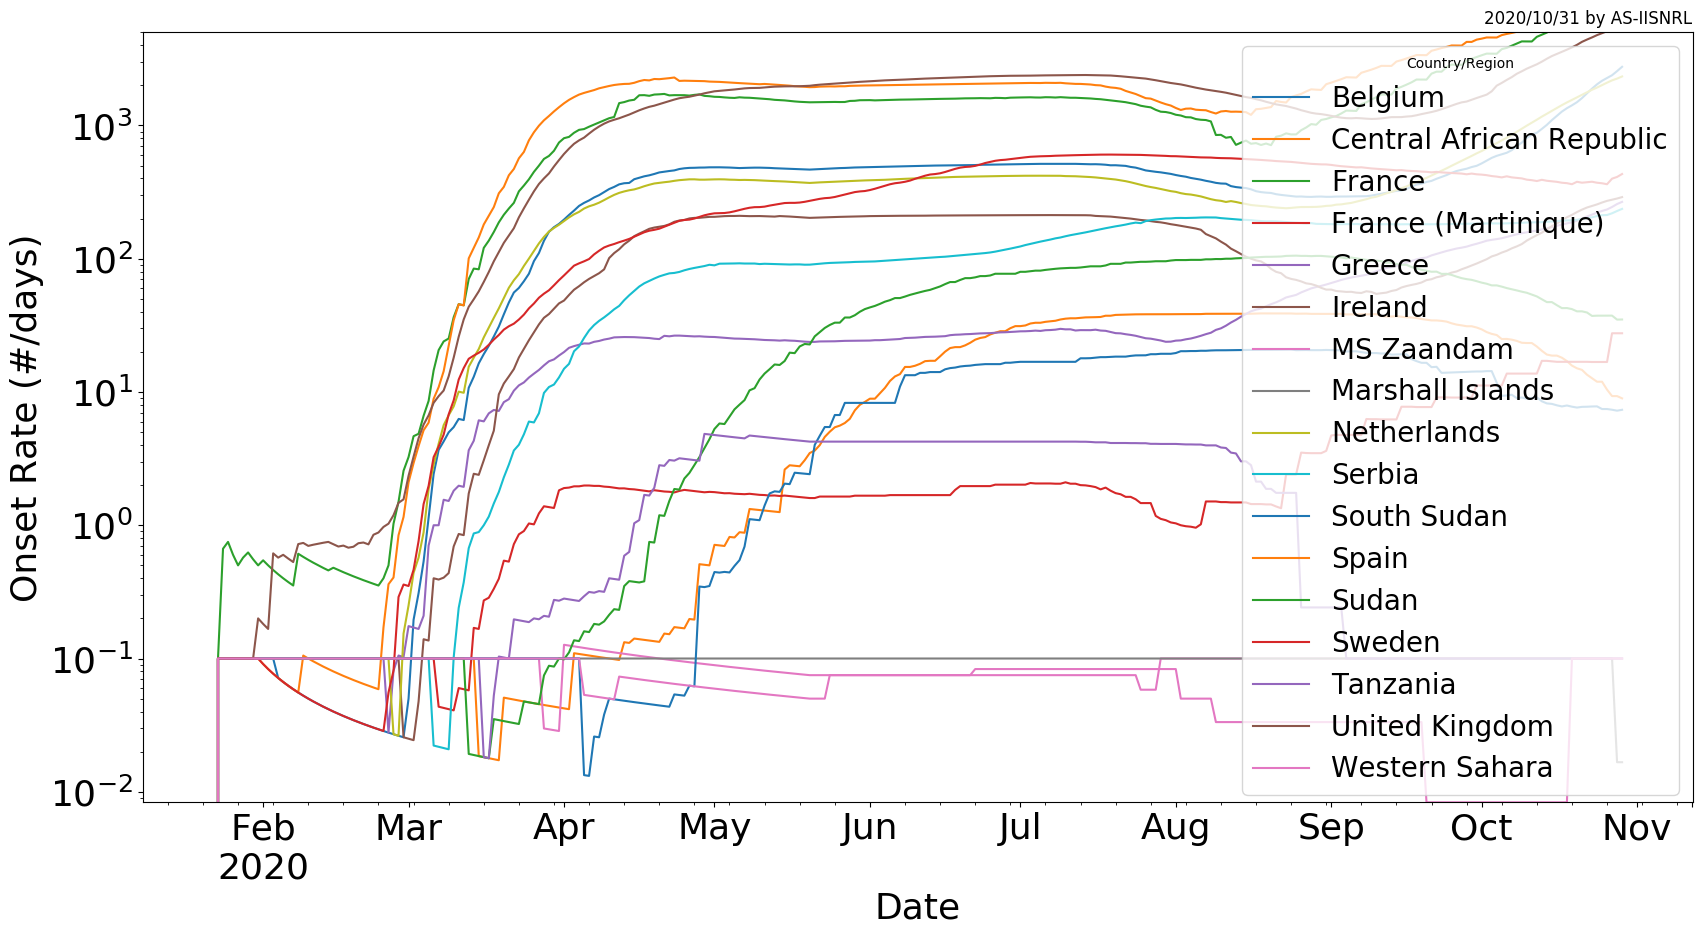 2020/10/31 by AS-IISNRL
Country/Region
Belgium
Central African Republic
France
France (Martinique)
Greece
Ireland
MS Zaandam
Marshall Islands
Netherlands
Serbia
South Sudan
Spain
Sudan
Sweden
Tanzania
United Kingdom
Western Sahara
Onset Rate (#/days)
10³
10²
10¹
10⁰
10⁻¹
10⁻²
Feb Mar Apr May Jun Jul Aug Sep Oct Nov
2020
Date